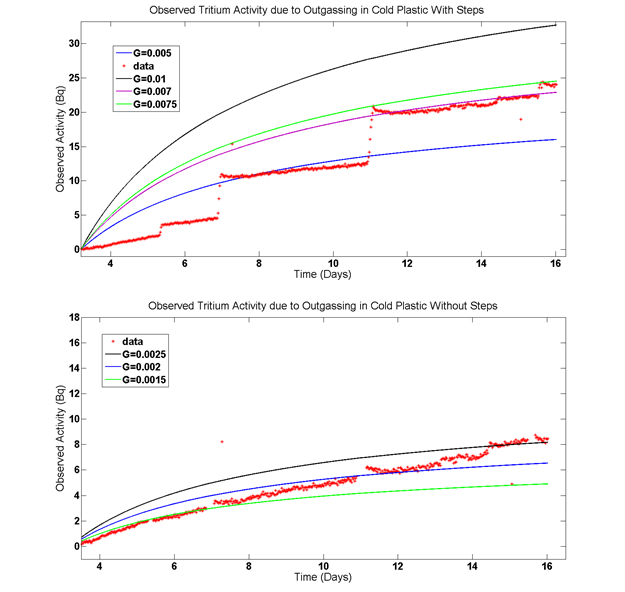 Observed Tritium Activity due to Outgassing in Cold Plastic With Steps
Observed Activity (Bq)
30
25
20
15
10
5
0
G=0.005
data
G=0.01
G=0.007
G=0.0075
4 6 8 10 12 14 16
Time (Days)
Observed Tritium Activity due to Outgassing in Cold Plastic Without Steps
Observed Activity (Bq)
18
16
14
12
10
8
6
4
2
0
data
G=0.0025
G=0.002
G=0.0015
4 6 8 10 12 14 16
Time (Days)